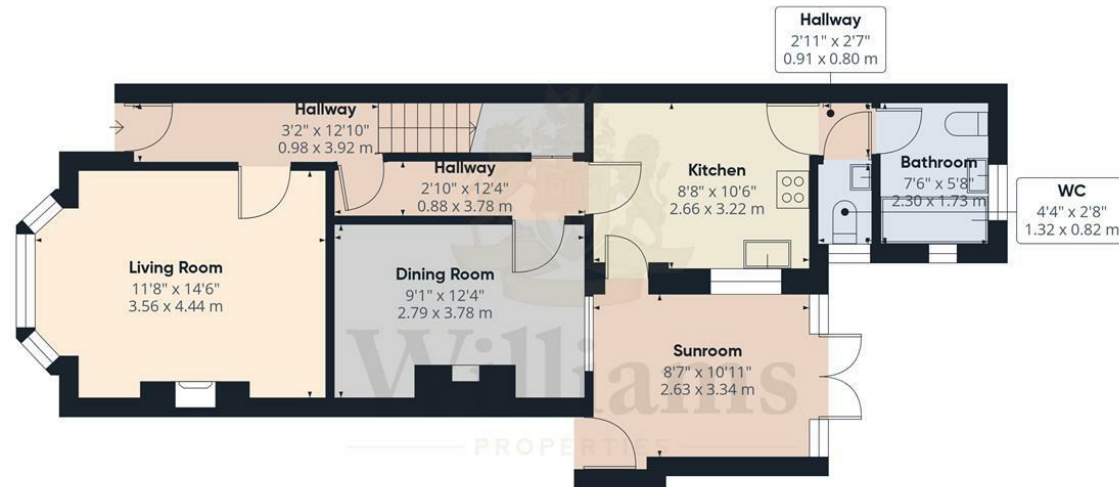 Hallway
2'11" x 2'7"
0.91 x 0.80 m
Hallway
3'2" x 12'10"
0.98 x 3.92 m
Hallway
2'10" x 12'4"
0.88 x 3.78 m
Kitchen
8'8" x 10'6"
2.66 x 3.22 m
Bathroom
7'6" x 5'8"
2.30 x 1.73 m
WC
4'4" x 2'8"
1.32 x 0.82 m
Living Room
11'8" x 14'6"
3.56 x 4.44 m
Dining Room
9'1" x 12'4"
2.79 x 3.78 m
Sunroom
8'7" x 10'11"
2.63 x 3.34 m
Williams
PROPERTIES